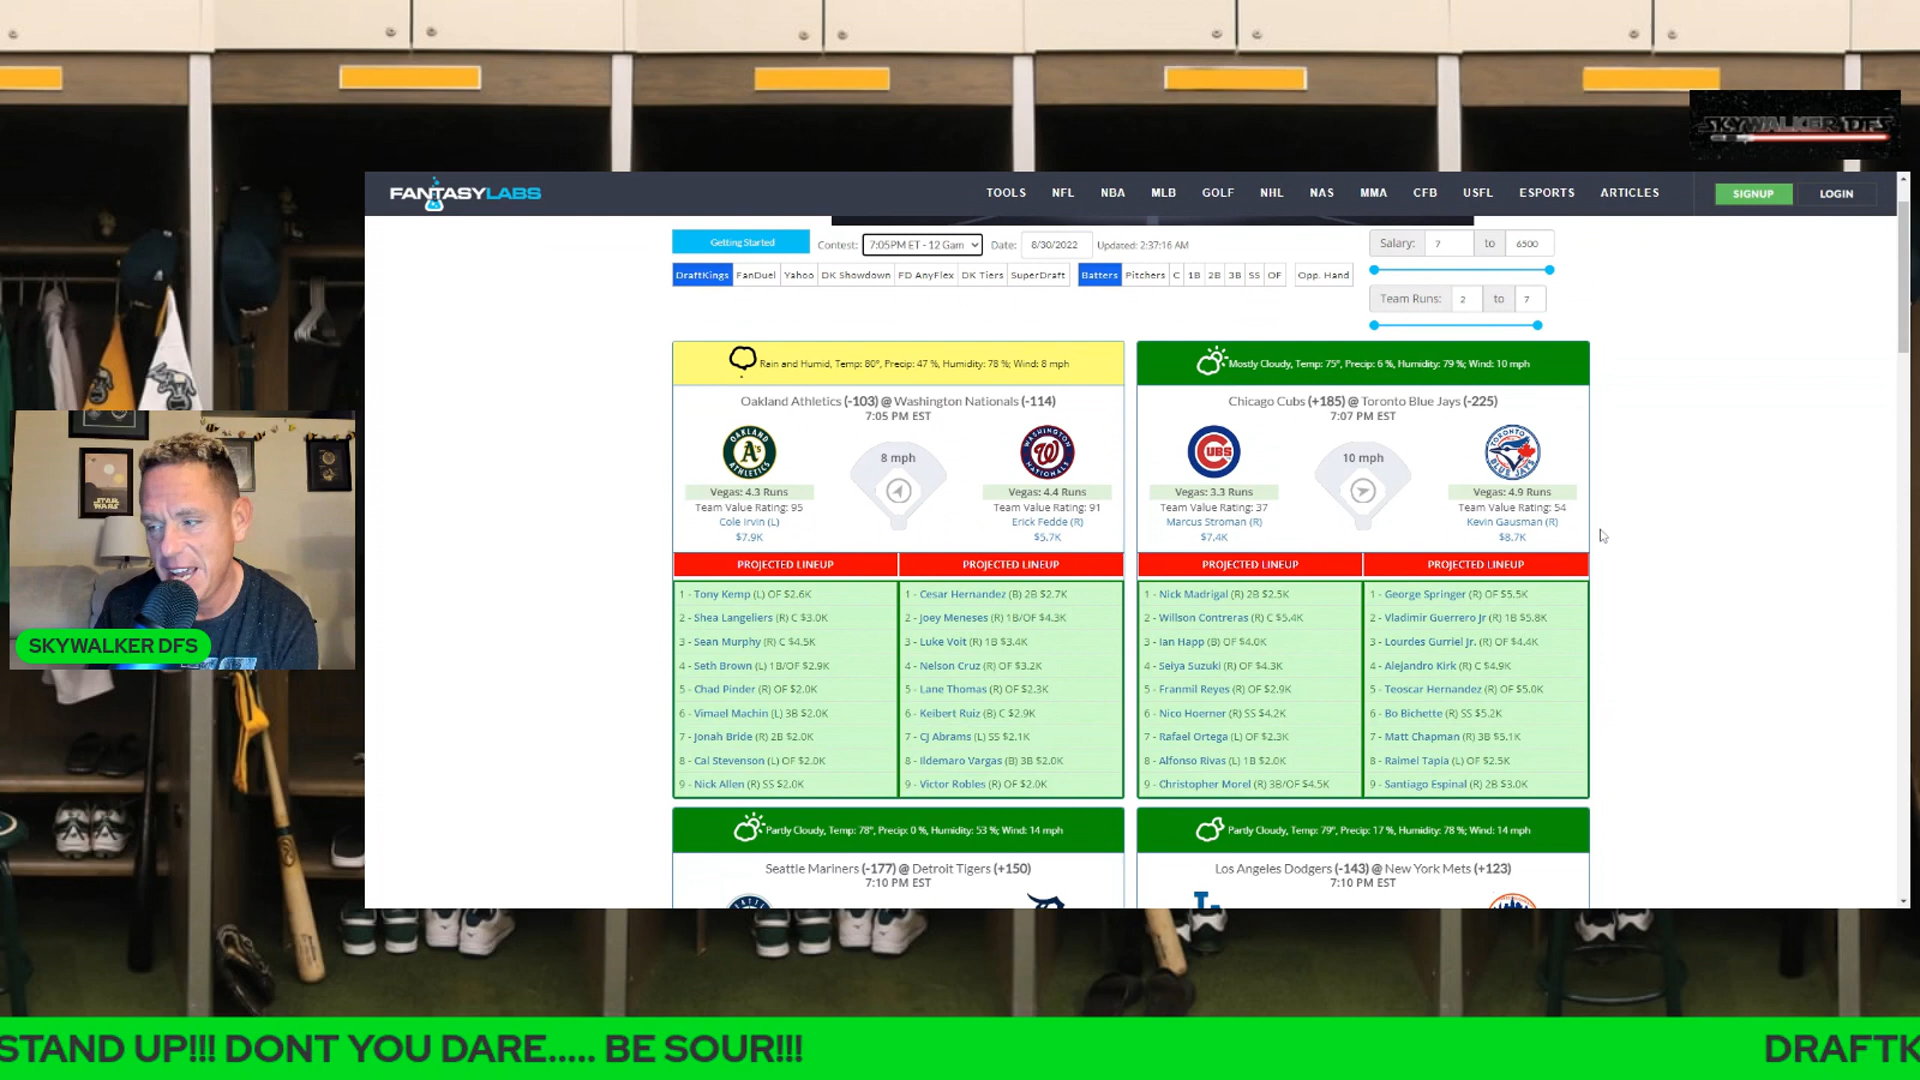 SKYWALKER DFS
FANTASYLABS
TOOLS NFL NBA MLB GOLF NHL NAS MMA CFB USFL ESPORTS ARTICLES SIGNUP LOGIN
Getting Started Contest: 7:05PM ET - 12 Gam Date: 8/30/2022 Updated: 2:37:16 AM Salary: 7 to 6500
DraftKings FanDuel Yahoo DK Showdown FD AnyFlex DK Tiers SuperDraft Batters Pitchers C 1B 2B 3B SS OF Opp. Hand
Team Runs: 2 to 7
Rain and Humid, Temp: 80°, Precip: 47 %, Humidity: 78 %; Wind: 8 mph
Oakland Athletics (-103) @ Washington Nationals (-114)
7:05 PM EST
OAKLAND
A's
ATHLETICS
8 mph
WASHINGTON
W
NATIONALS
Vegas: 4.3 Runs Vegas: 4.4 Runs
Team Value Rating: 95 Team Value Rating: 91
Cole Irvin (L) Erick Fedde (R)
$7.9K $5.7K
PROJECTED LINEUP PROJECTED LINEUP
1 - Tony Kemp (L) OF $2.6K 1 - Cesar Hernandez (B) 2B $2.7K
2 - Shea Langeliers (R) C $3.0K 2 - Joey Meneses (R) 1B/OF $4.3K
3 - Sean Murphy (R) C $4.5K 3 - Luke Voit (R) 1B $3.4K
4 - Seth Brown (L) 1B/OF $2.9K 4 - Nelson Cruz (R) OF $3.2K
5 - Chad Pinder (R) OF $2.0K 5 - Lane Thomas (R) OF $2.3K
6 - Vimael Machin (L) 3B $2.0K 6 - Keibert Ruiz (B) C $2.9K
7 - Jonah Bride (R) 2B $2.0K 7 - CJ Abrams (L) SS $2.1K
8 - Cal Stevenson (L) OF $2.0K 8 - Ildemaro Vargas (B) 3B $2.0K
9 - Nick Allen (R) SS $2.0K 9 - Victor Robles (R) OF $2.0K
Mostly Cloudy, Temp: 75°, Precip: 6 %, Humidity: 79 %; Wind: 10 mph
Chicago Cubs (+185) @ Toronto Blue Jays (-225)
7:07 PM EST
CUBS
10 mph
TORONTO
BLUE JAYS
Vegas: 3.3 Runs Vegas: 4.9 Runs
Team Value Rating: 37 Team Value Rating: 54
Marcus Stroman (R) Kevin Gausman (R)
$7.4K $8.7K
PROJECTED LINEUP PROJECTED LINEUP
1 - Nick Madrigal (R) 2B $2.5K 1 - George Springer (R) OF $5.5K
2 - Willson Contreras (R) C $5.4K 2 - Vladimir Guerrero Jr (R) 1B $5.8K
3 - Ian Happ (B) OF $4.0K 3 - Lourdes Gurriel Jr. (R) OF $4.4K
4 - Seiya Suzuki (R) OF $4.3K 4 - Alejandro Kirk (R) C $4.9K
5 - Franmil Reyes (R) OF $2.9K 5 - Teoscar Hernandez (R) OF $5.0K
6 - Nico Hoerner (R) SS $4.2K 6 - Bo Bichette (R) SS $5.2K
7 - Rafael Ortega (L) OF $2.3K 7 - Matt Chapman (R) 3B $5.1K
8 - Alfonso Rivas (L) 1B $2.0K 8 - Raimel Tapia (L) OF $2.5K
9 - Christopher Morel (R) 3B/OF $4.5K 9 - Santiago Espinal (R) 2B $3.0K
Partly Cloudy, Temp: 78°, Precip: 0 %, Humidity: 53 %; Wind: 14 mph
Seattle Mariners (-177) @ Detroit Tigers (+150)
7:10 PM EST
Partly Cloudy, Temp: 79°, Precip: 17 %, Humidity: 78 %; Wind: 14 mph
Los Angeles Dodgers (-143) @ New York Mets (+123)
7:10 PM EST
STAR
WARS
SKYWALKER DFS
STAND UP!!! DONT YOU DARE..... BE SOUR!!! DRAFTK